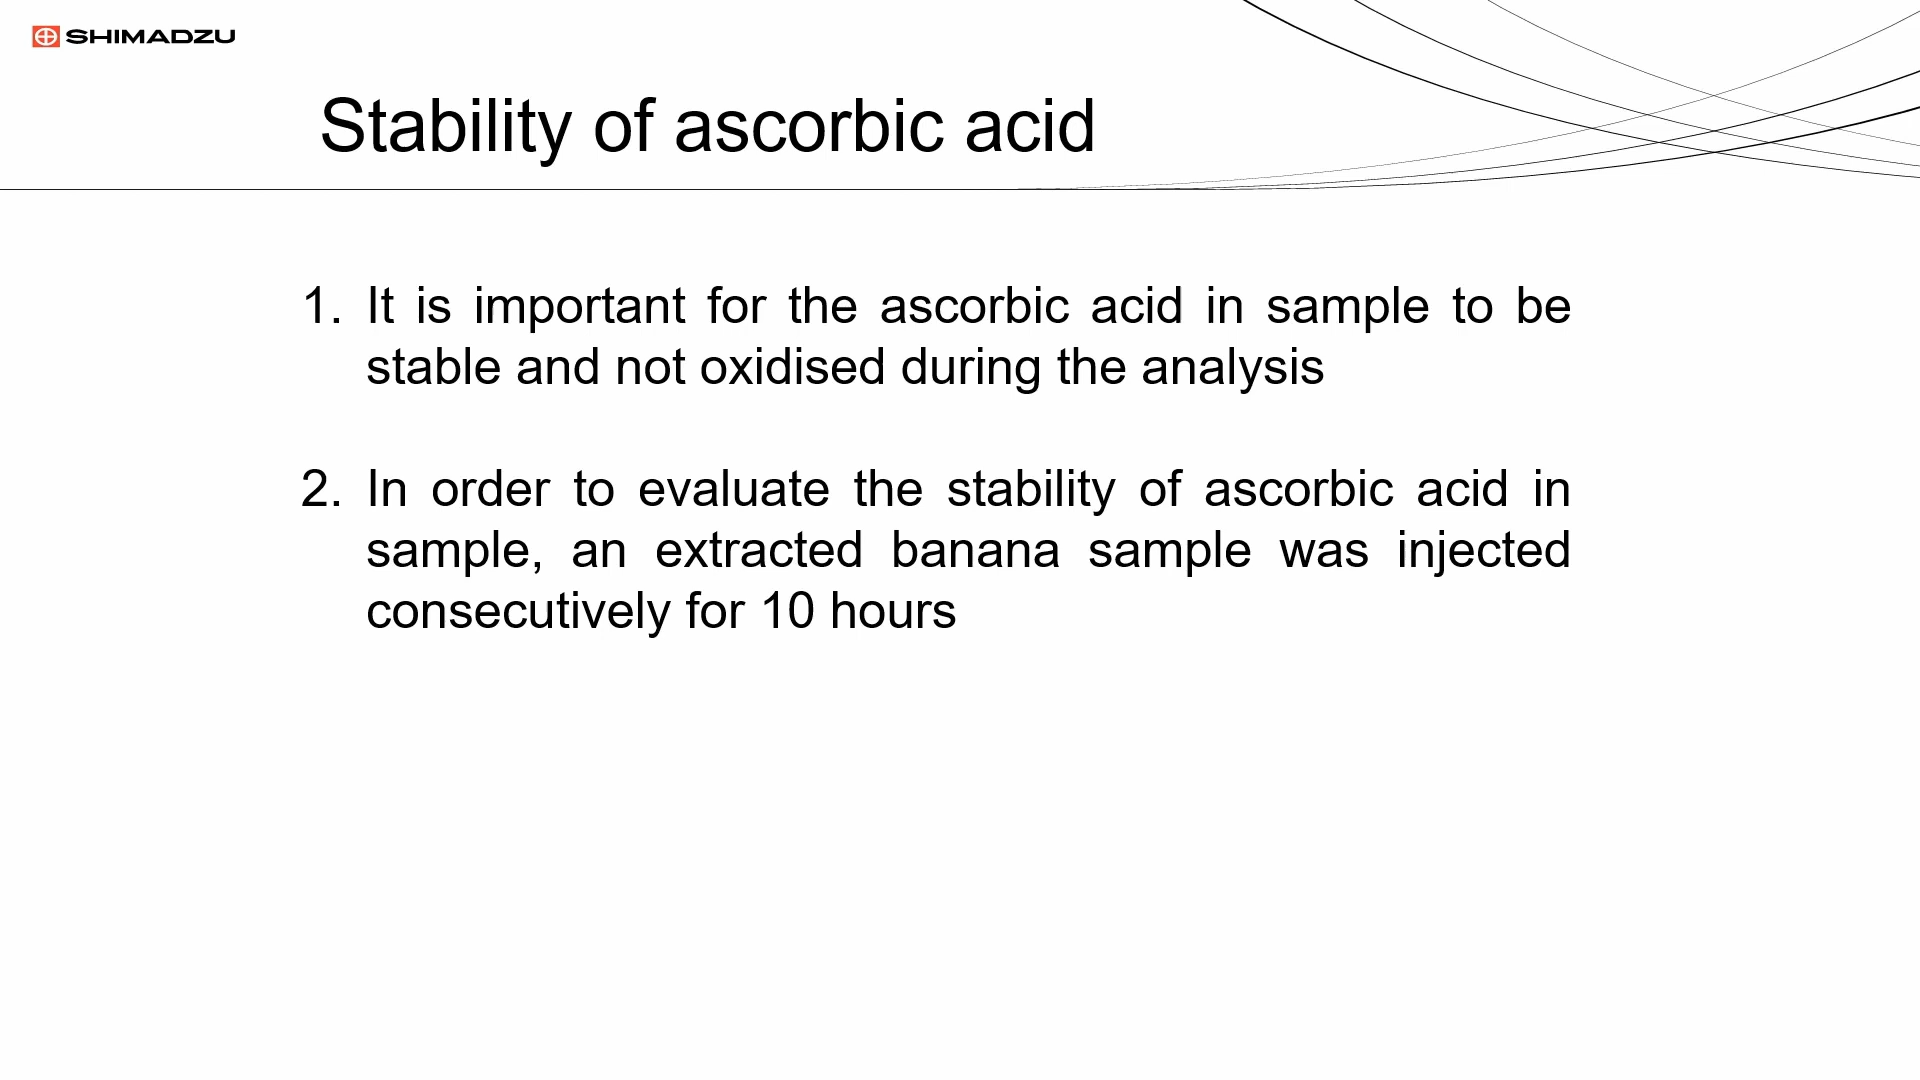 SHIMADZU
Stability of ascorbic acid
1. It is important for the ascorbic acid in sample to be
stable and not oxidised during the analysis
2. In order to evaluate the stability of ascorbic acid in
sample, an extracted banana sample was injected
consecutively for 10 hours